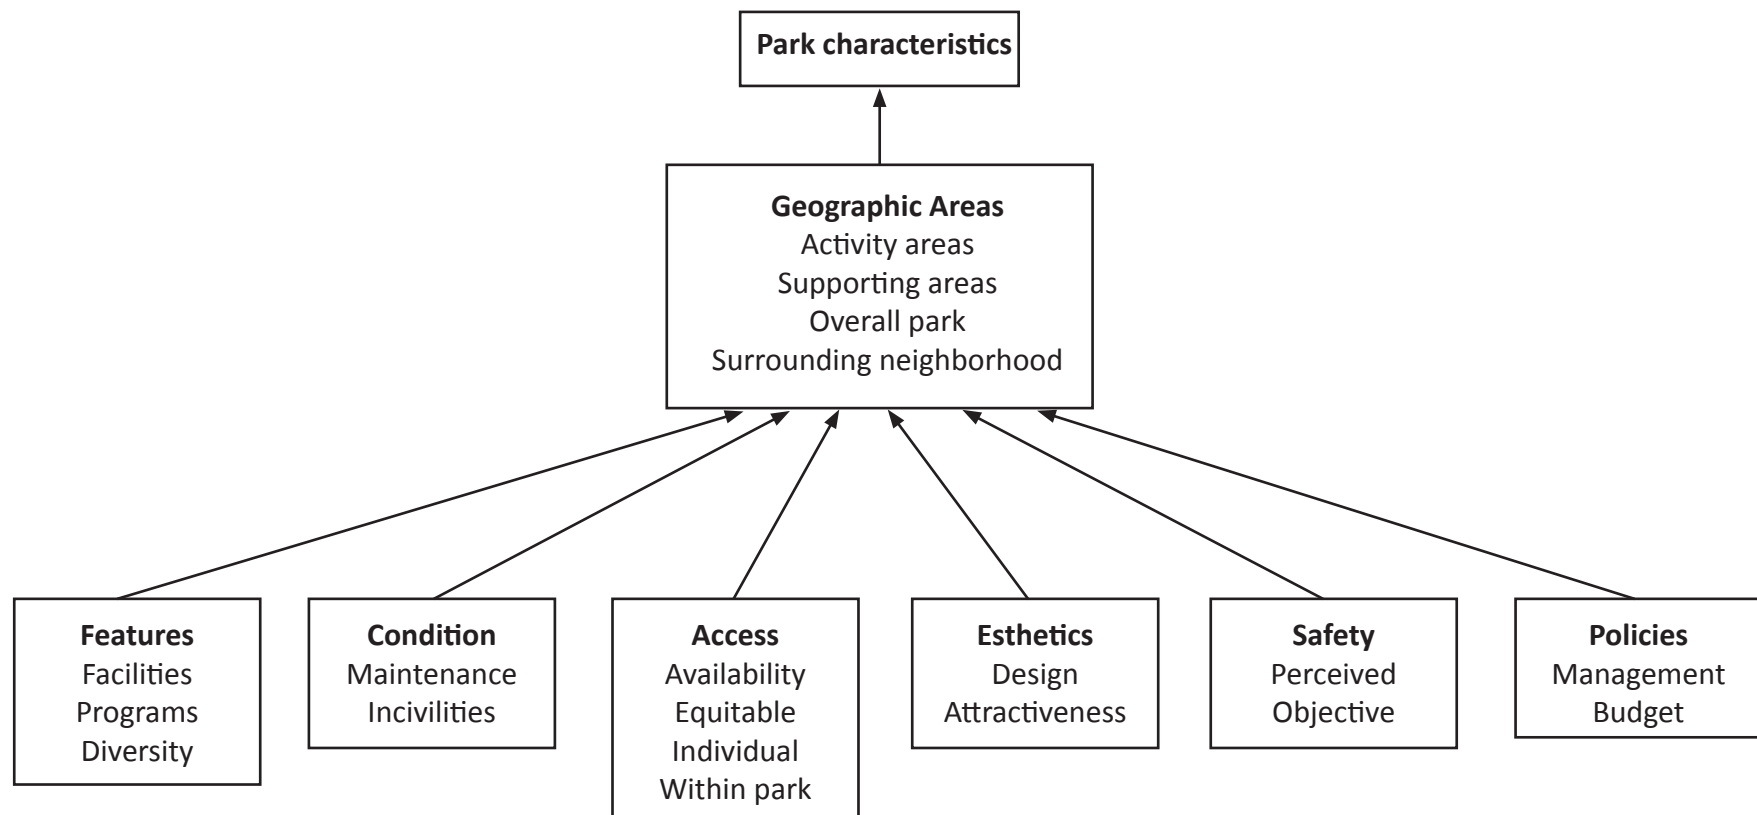 Park characteristics
Geographic Areas
Activity areas
Supporting areas
Overall park
Surrounding neighborhood
Features
Facilities
Programs
Diversity
Condition
Maintenance
Incivilities
Access
Availability
Equitable
Individual
Within park
Esthetics
Design
Attractiveness
Safety
Perceived
Objective
Policies
Management
Budget